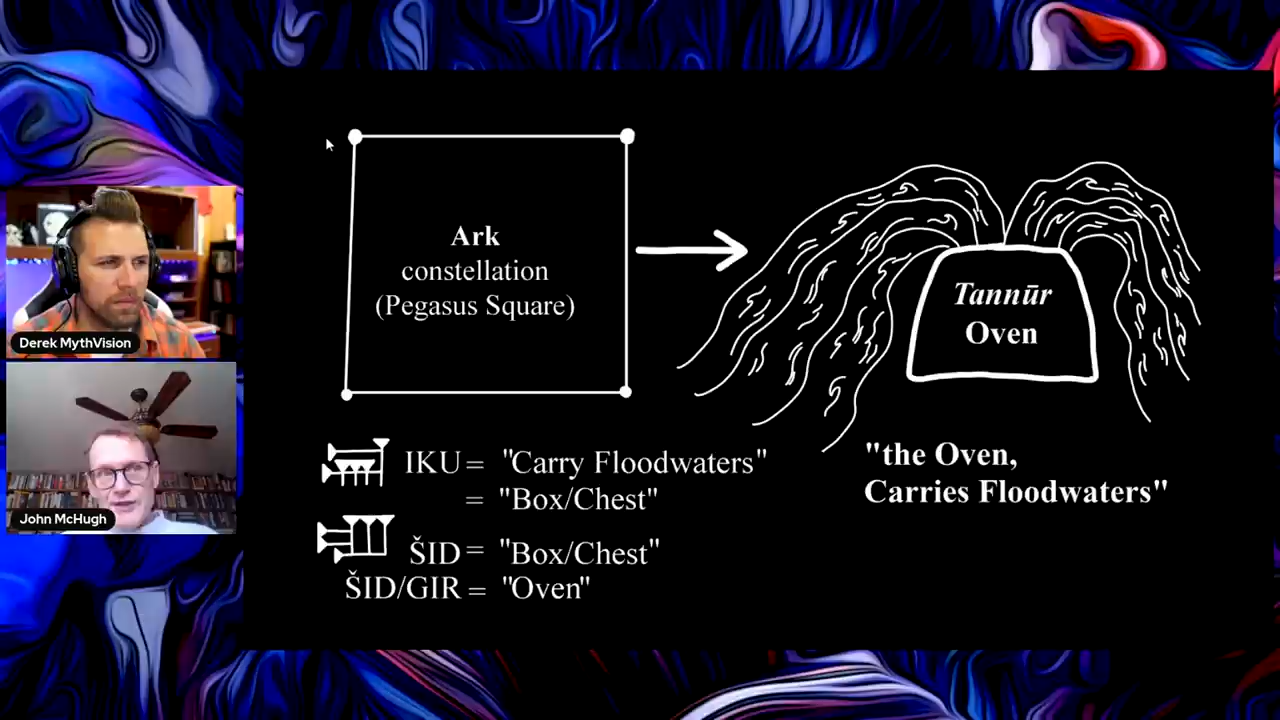 Ark
constellation
(Pegasus Square)
Tannūr
Oven
IKU = "Carry Floodwaters"
= "Box/Chest"
ŠID = "Box/Chest"
ŠID/GIR = "Oven"
"the Oven,
Carries Floodwaters"
Derek MythVision
John McHugh